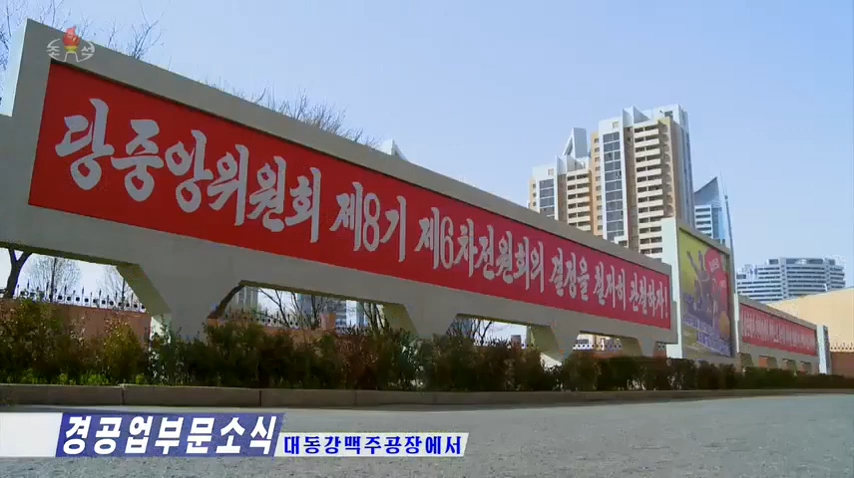 조선
당중앙위원회 제8기 제6차전원회의 결정을 철저히 관철하자!
경공업부문소식
대동강맥주공장에서